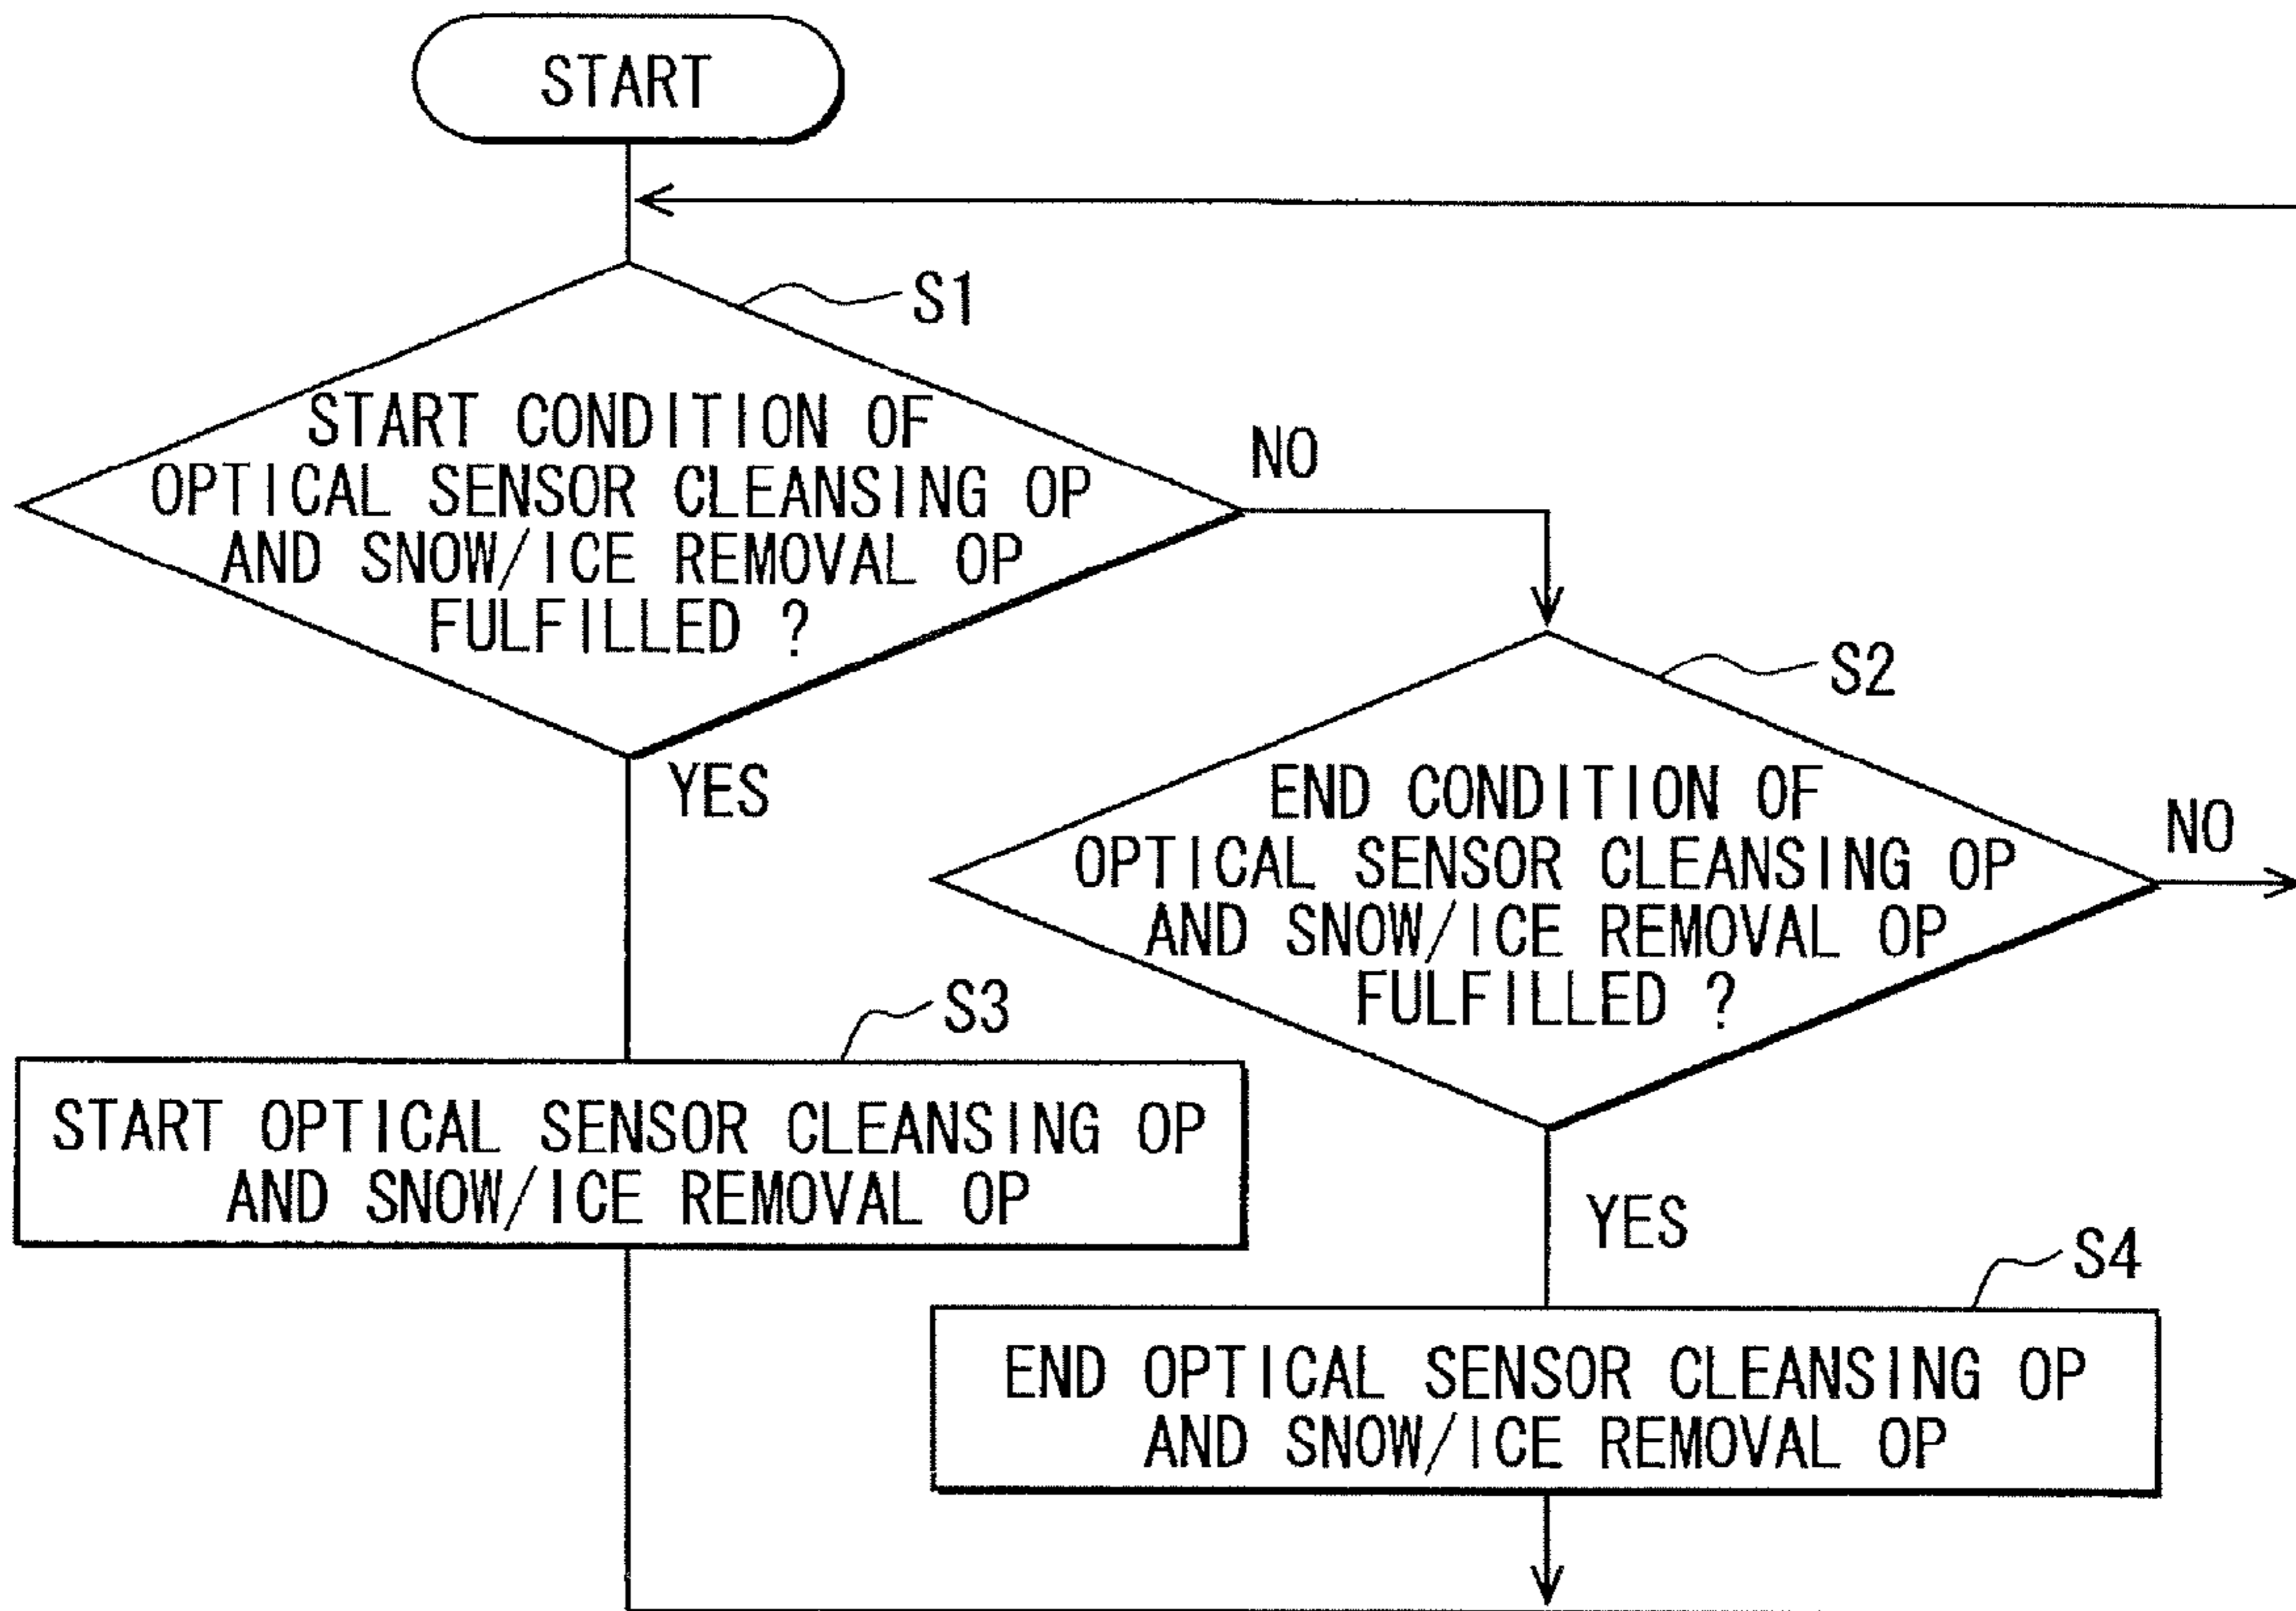 START
S1
START CONDITION OF
OPTICAL SENSOR CLEANSING OP
AND SNOW/ICE REMOVAL OP
FULFILLED ?
NO
YES
S2
END CONDITION OF
OPTICAL SENSOR CLEANSING OP
AND SNOW/ICE REMOVAL OP
FULFILLED ?
NO
YES
S3
START OPTICAL SENSOR CLEANSING OP
AND SNOW/ICE REMOVAL OP
S4
END OPTICAL SENSOR CLEANSING OP
AND SNOW/ICE REMOVAL OP